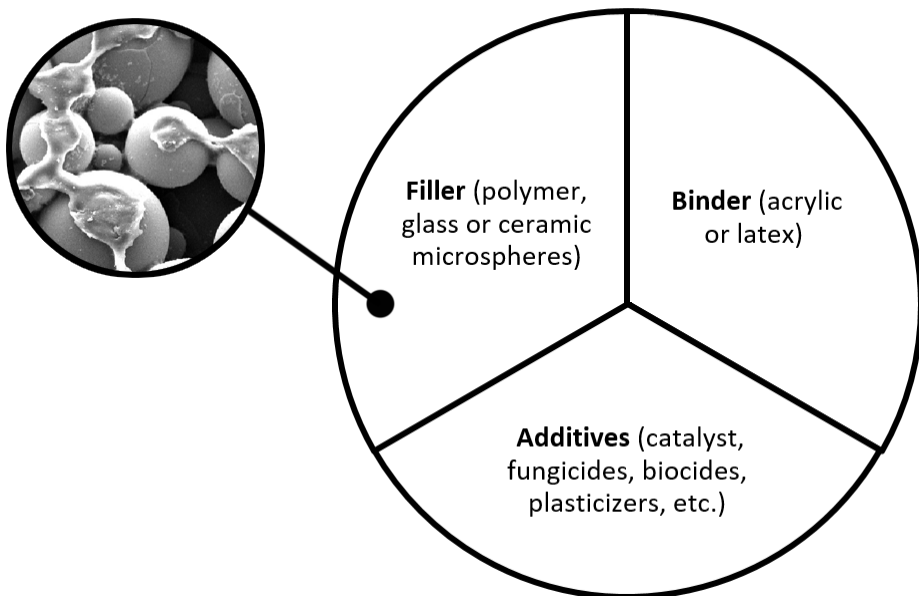 Filler (polymer,
glass or ceramic
microspheres)
Binder (acrylic
or latex)
Additives (catalyst,
fungicides, biocides,
plasticizers, etc.)